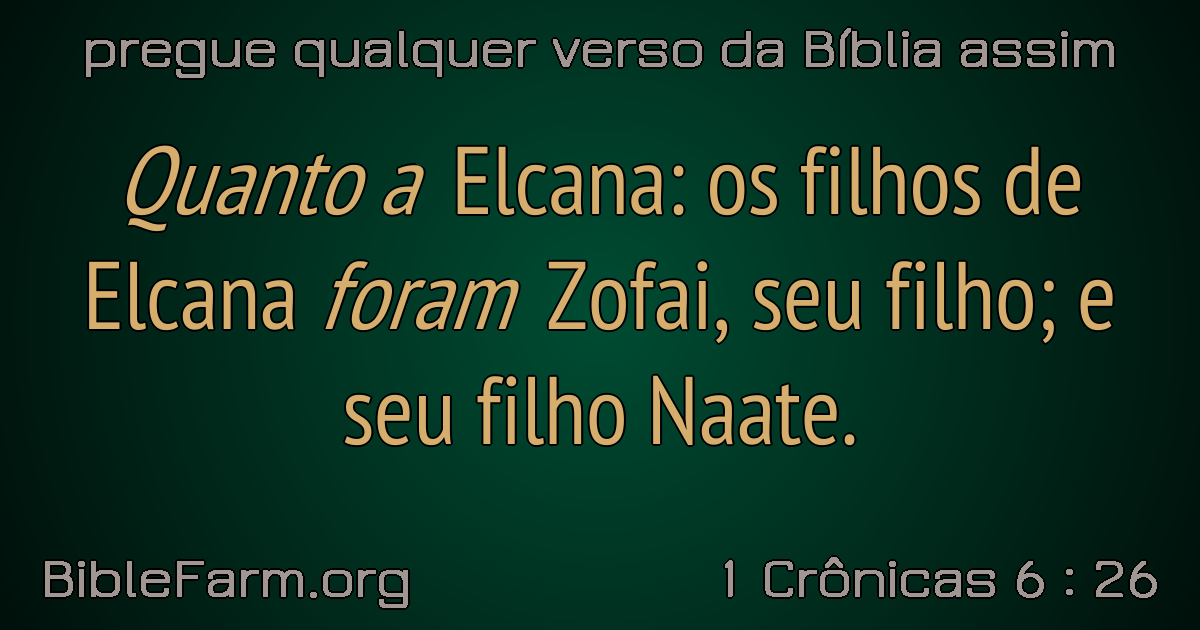 pregue qualquer verso da Bíblia assim
Quanto a Elcana: os filhos de
Elcana foram Zofai, seu filho; e
seu filho Naate.
BibleFarm.org
1 Crônicas 6 : 26